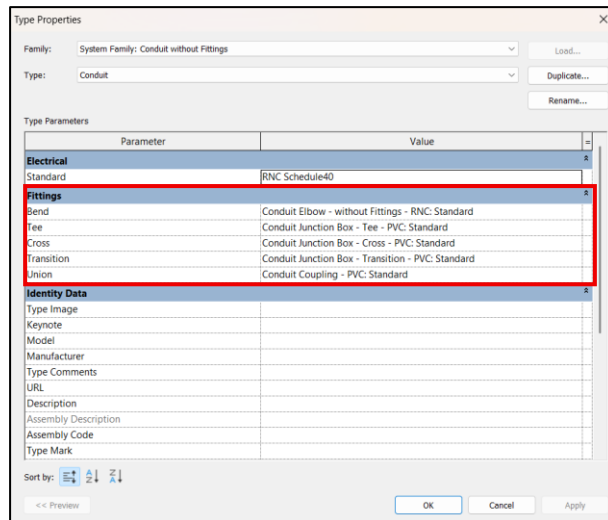 Type Properties
Family: System Family: Conduit without Fittings Load...
Type: Conduit Duplicate...
Rename...
Type Parameters
Parameter Value =
Electrical
Standard RNC Schedule40
Fittings
Bend Conduit Elbow - without Fittings - RNC: Standard
Tee Conduit Junction Box - Tee - PVC: Standard
Cross Conduit Junction Box - Cross - PVC: Standard
Transition Conduit Junction Box - Transition - PVC: Standard
Union Conduit Coupling - PVC: Standard
Identity Data
Type Image
Keynote
Model
Manufacturer
Type Comments
URL
Description
Assembly Description
Assembly Code
Type Mark
Sort by:
<< Preview OK Cancel Apply